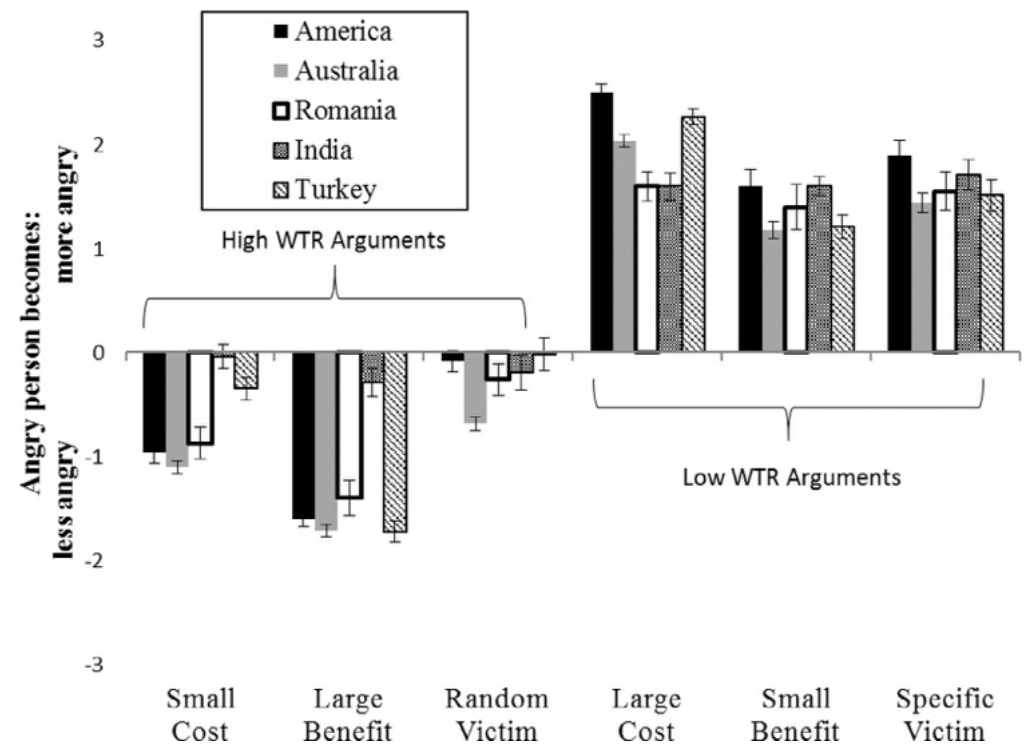 3
2
1
0
-1
-2
-3
Angry person becomes:
less angry more angry
America
Australia
Romania
India
Turkey
High WTR Arguments
Low WTR Arguments
Small
Cost
Large
Benefit
Random
Victim
Large
Cost
Small
Benefit
Specific
Victim